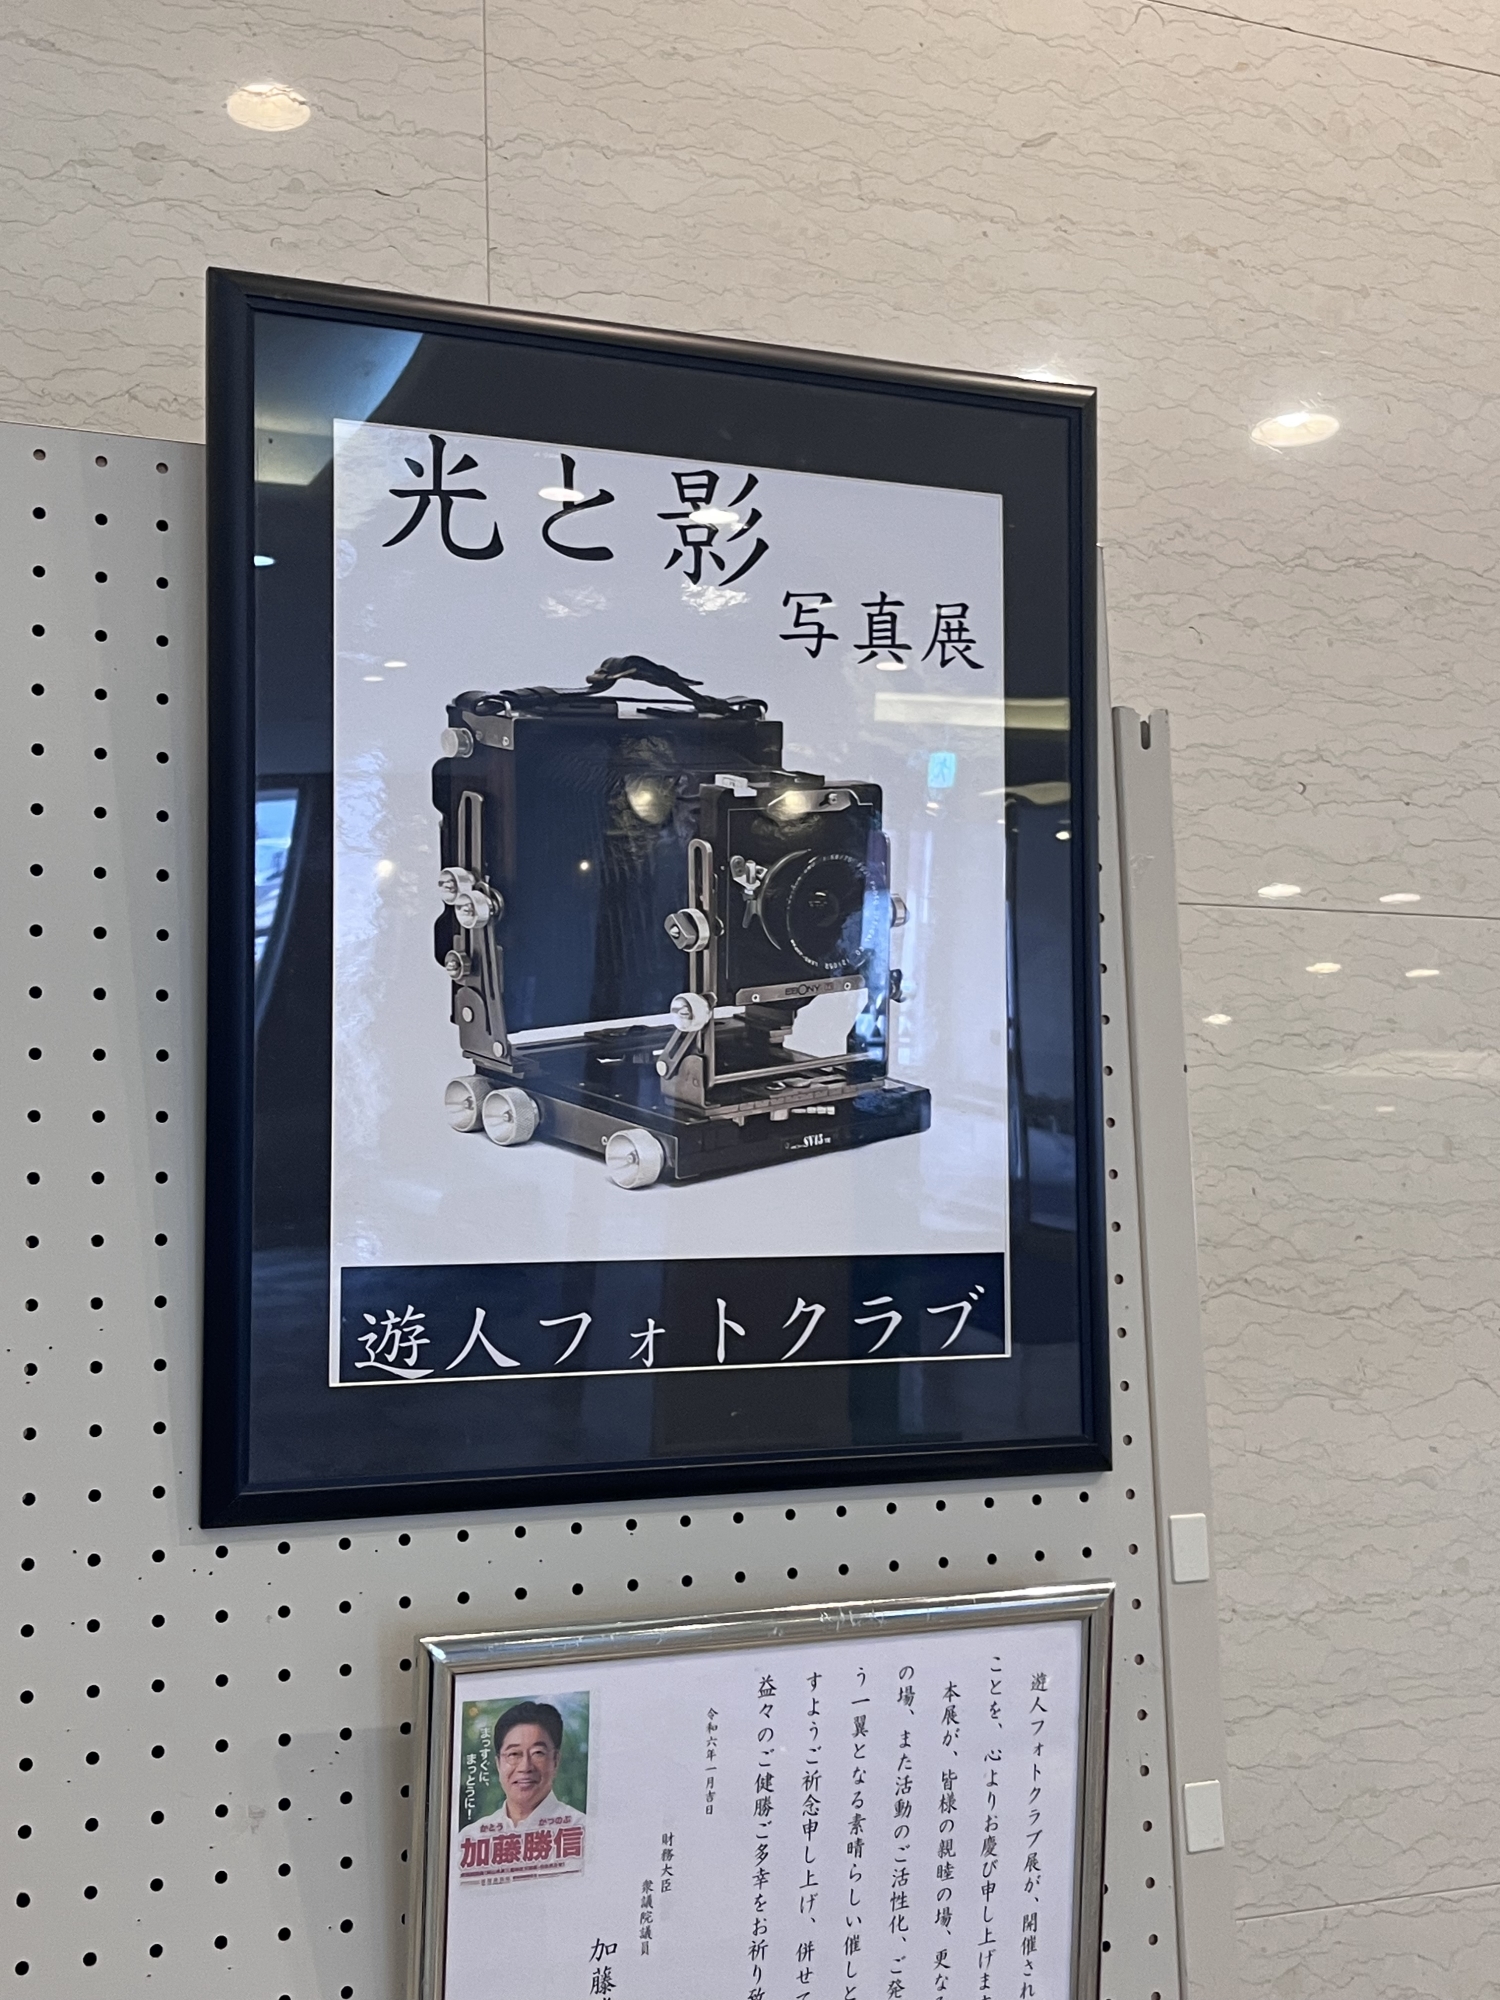 光と影
写真展
EBONY
SV45
遊人フォトクラブ
遊人フォトクラブ展が、開催され
ことを、心よりお慶び申し上げま
本展が、皆様の親睦の場、更な
の場、また活動のご活性化、ご発
う一翼となる素晴らしい催しと
すようご祈念申し上げ、併せて
益々のご健勝ご多幸をお祈り致
令和六年一月吉日
財務大臣
衆議院議員
加藤
まっすぐに、
まっとうに!
かとう かつのぶ
加藤勝信